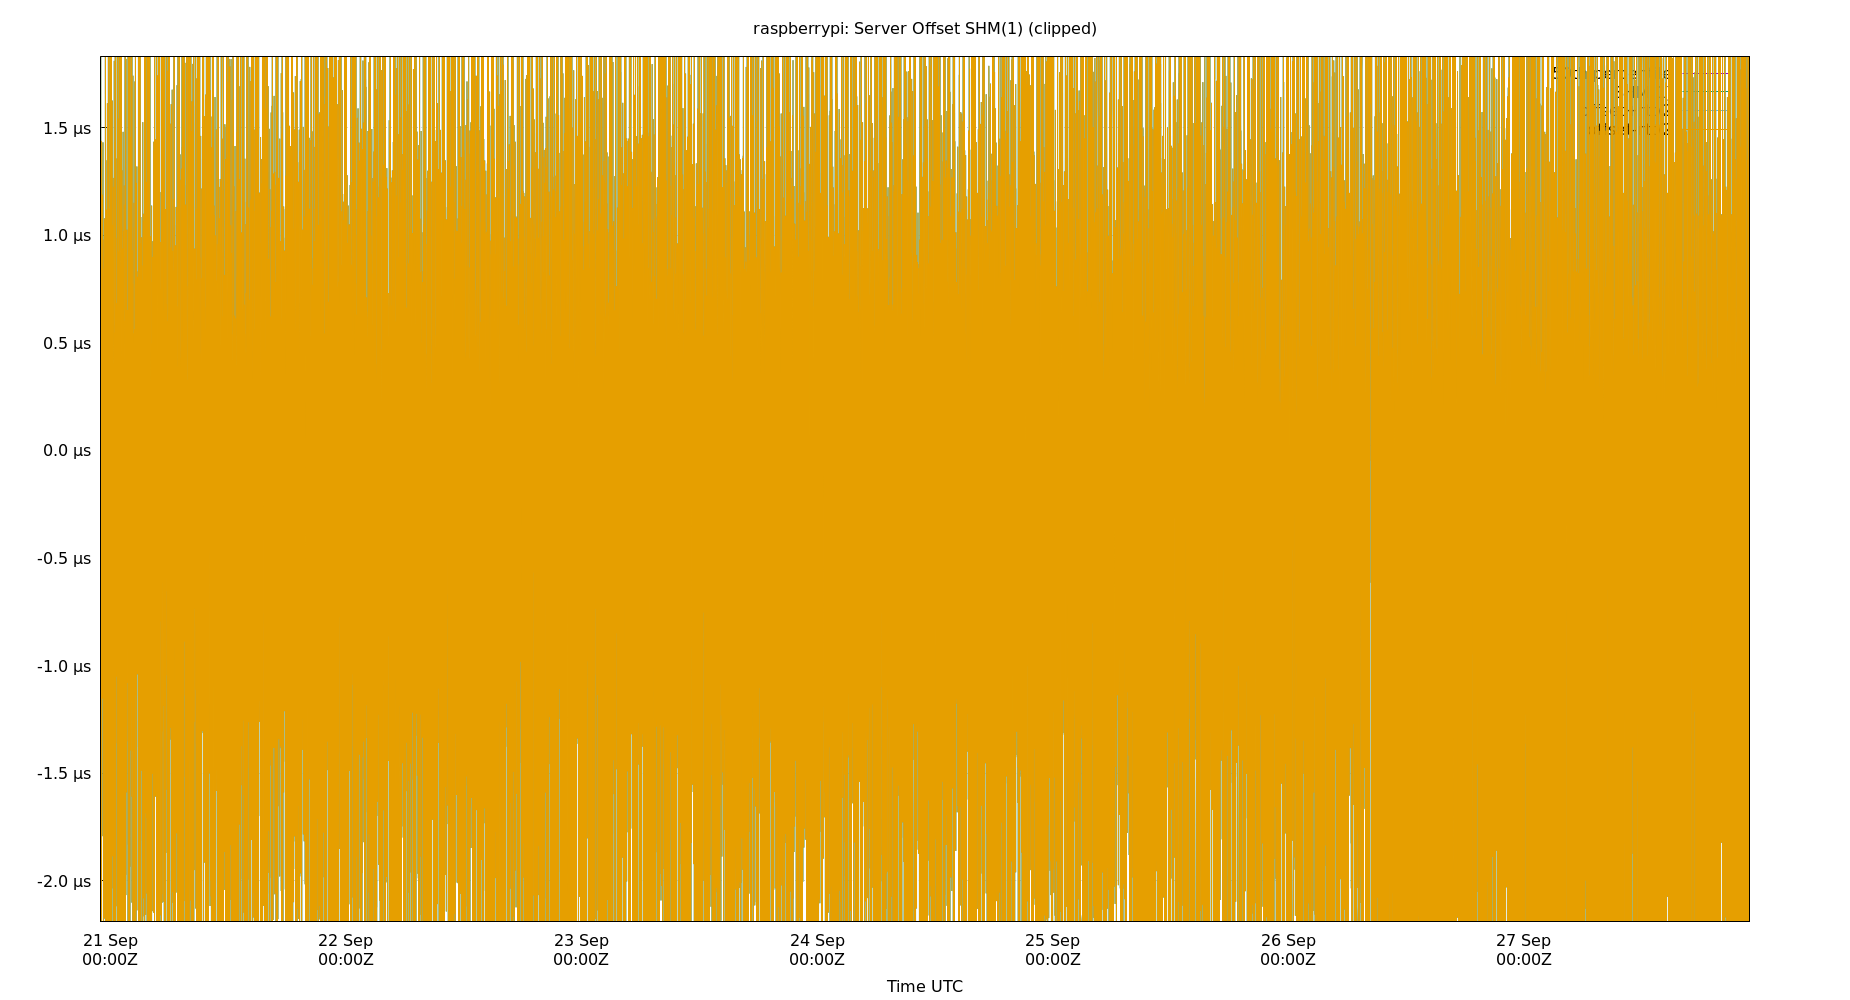 raspberrypi: Server Offset SHM(1) (clipped)
1.5 µs
1.0 µs
0.5 µs
0.0 µs
-0.5 µs
-1.0 µs
-1.5 µs
-2.0 µs
21 Sep 22 Sep 23 Sep 24 Sep 25 Sep 26 Sep 27 Sep
00:00Z 00:00Z 00:00Z 00:00Z 00:00Z 00:00Z 00:00Z
Time UTC